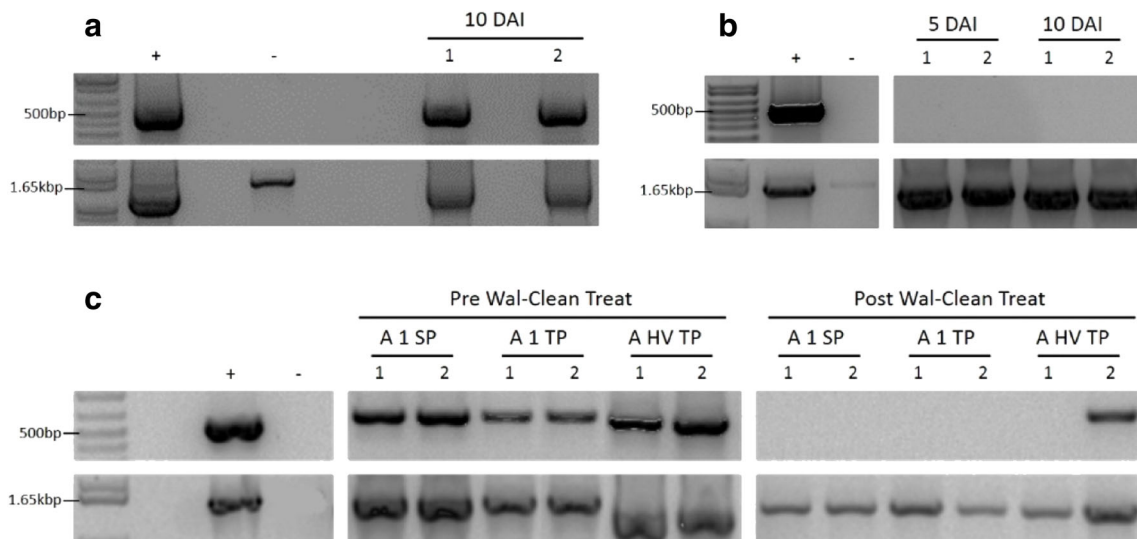 a
10 DAI
+ - 1 2
500bp
1.65kbp
b
5 DAI 10 DAI
+ - 1 2 1 2
500bp
1.65kbp
c
Pre Wal-Clean Treat Post Wal-Clean Treat
A 1 SP A 1 TP A HV TP A 1 SP A 1 TP A HV TP
+ - 1 2 1 2 1 2 1 2 1 2 1 2
500bp
1.65kbp